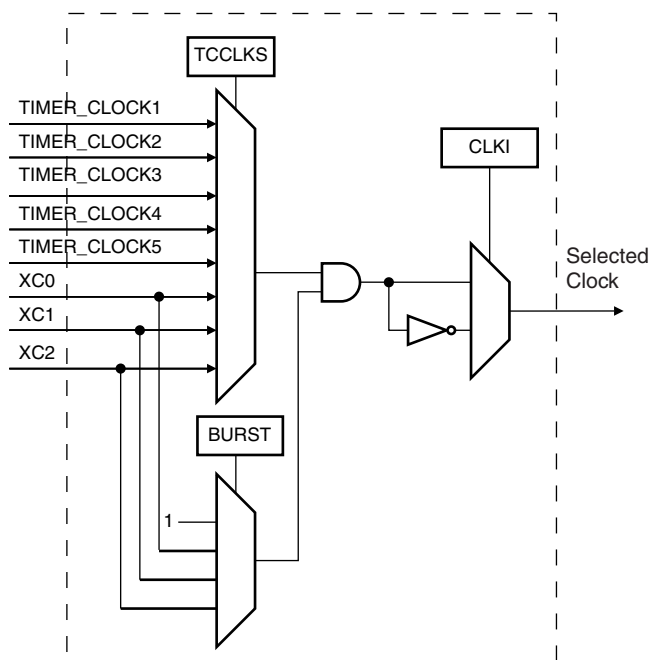 TCCLKS
TIMER_CLOCK1
TIMER_CLOCK2
TIMER_CLOCK3
TIMER_CLOCK4
TIMER_CLOCK5
XC0
XC1
XC2
CLKI
Selected
Clock
BURST
1